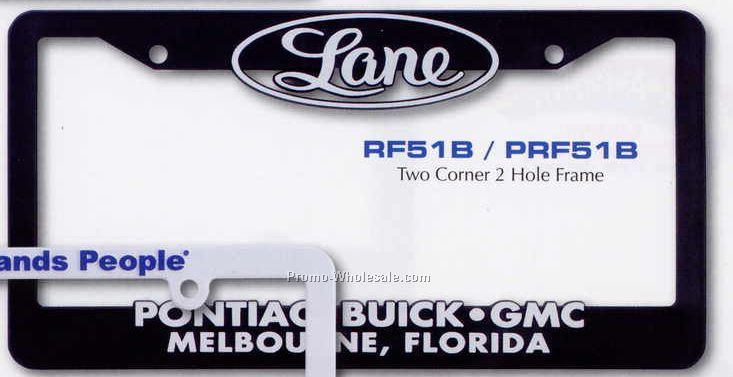 Lane
RF51B / PRF51B
Two Corner 2 Hole Frame
ands People
Promo-Wholesale.com
PONTIAC BUICK•GMC
MELBOURNE, FLORIDA